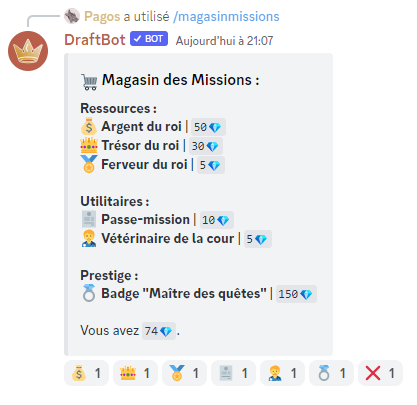 Pagos a utilisé /magasinmissions
DraftBot ✓ BOT Aujourd'hui à 21:07
🛒 Magasin des Missions :
Ressources :
💰 Argent du roi | 50💎
👑 Trésor du roi | 30💎
🏅 Ferveur du roi | 5💎
Utilitaires :
📰 Passe-mission | 10💎
🧑‍⚕️ Vétérinaire de la cour | 5💎
Prestige :
💍 Badge "Maître des quêtes" | 150💎
Vous avez 74💎.
💰 1 👑 1 🏅 1 📰 1 🧑‍⚕️ 1 💍 1 ❌ 1